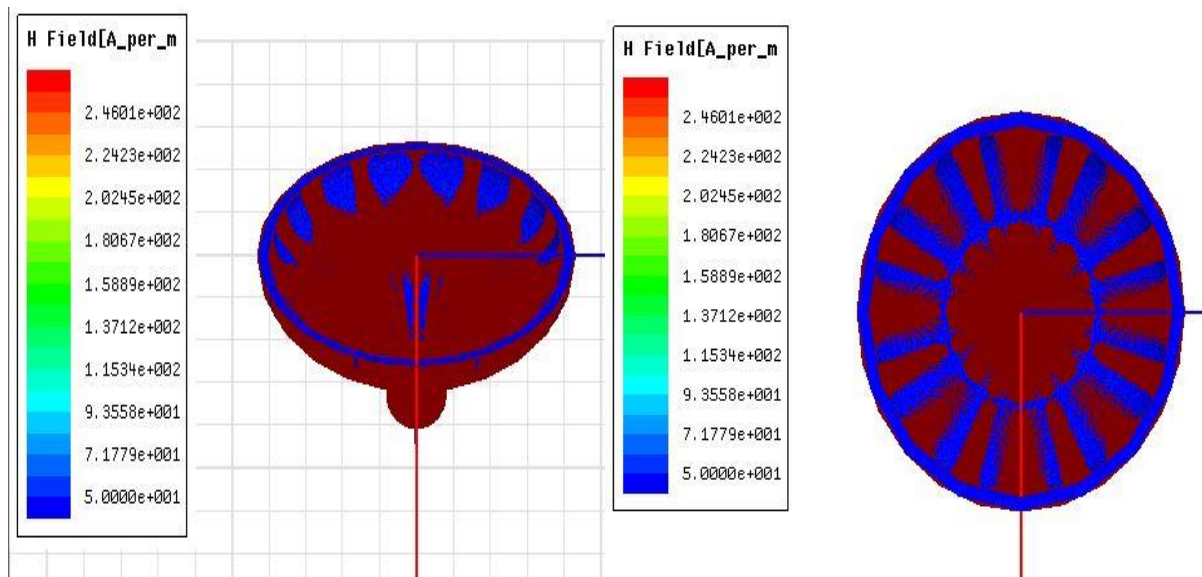 H Field[A_per_m
2.4601e+002
2.2423e+002
2.0245e+002
1.8067e+002
1.5889e+002
1.3712e+002
1.1534e+002
9.3558e+001
7.1779e+001
5.0000e+001
H Field[A_per_m
2.4601e+002
2.2423e+002
2.0245e+002
1.8067e+002
1.5889e+002
1.3712e+002
1.1534e+002
9.3558e+001
7.1779e+001
5.0000e+001